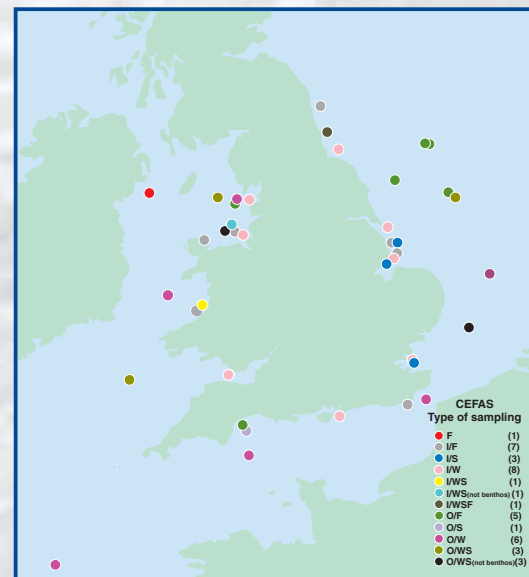 CEFAS
Type of sampling
F (1)
I/F (7)
I/S (3)
I/W (8)
I/WS (1)
I/WS(not benthos) (1)
I/WSF (1)
O/F (5)
O/S (1)
O/W (6)
O/WS (3)
O/WS(not benthos)(3)